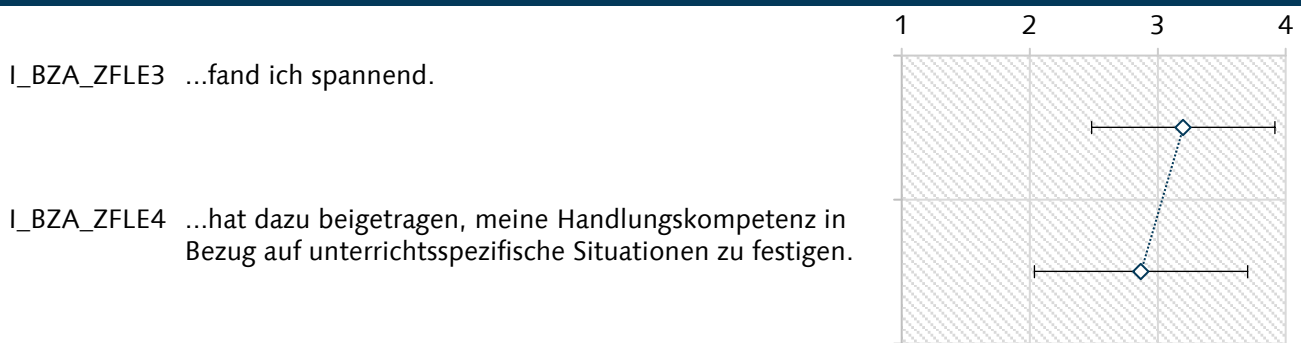 1 2 3 4
I_BZA_ZFLE3 ...fand ich spannend.
I_BZA_ZFLE4 ...hat dazu beigetragen, meine Handlungskompetenz in
Bezug auf unterrichtsspezifische Situationen zu festigen.